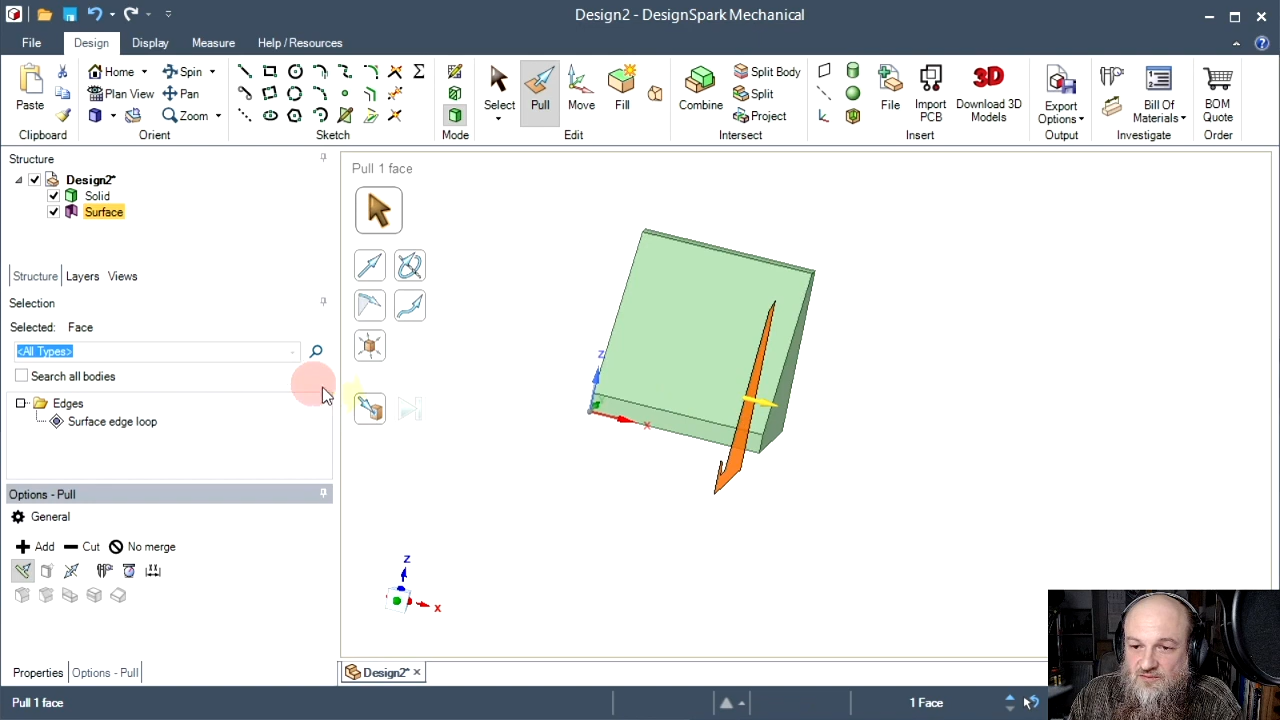 Design2 - DesignSpark Mechanical
File Design Display Measure Help / Resources
Paste
Clipboard
Home
Plan View
Spin
Pan
Zoom
Orient
Sketch
Mode
Select
Pull
Move
Fill
Edit
Combine
Split Body
Split
Project
Intersect
File
Import PCB
Download 3D Models
Insert
Export Options
Output
Bill Of Materials
Investigate
BOM Quote
Order
Structure
Design2*
Solid
Surface
Structure Layers Views
Selection
Selected: Face
<All Types>
Search all bodies
Edges
Surface edge loop
Options - Pull
General
Add Cut No merge
Properties Options - Pull
Pull 1 face
Z
X
Z
X
Design2*
Pull 1 face
1 Face